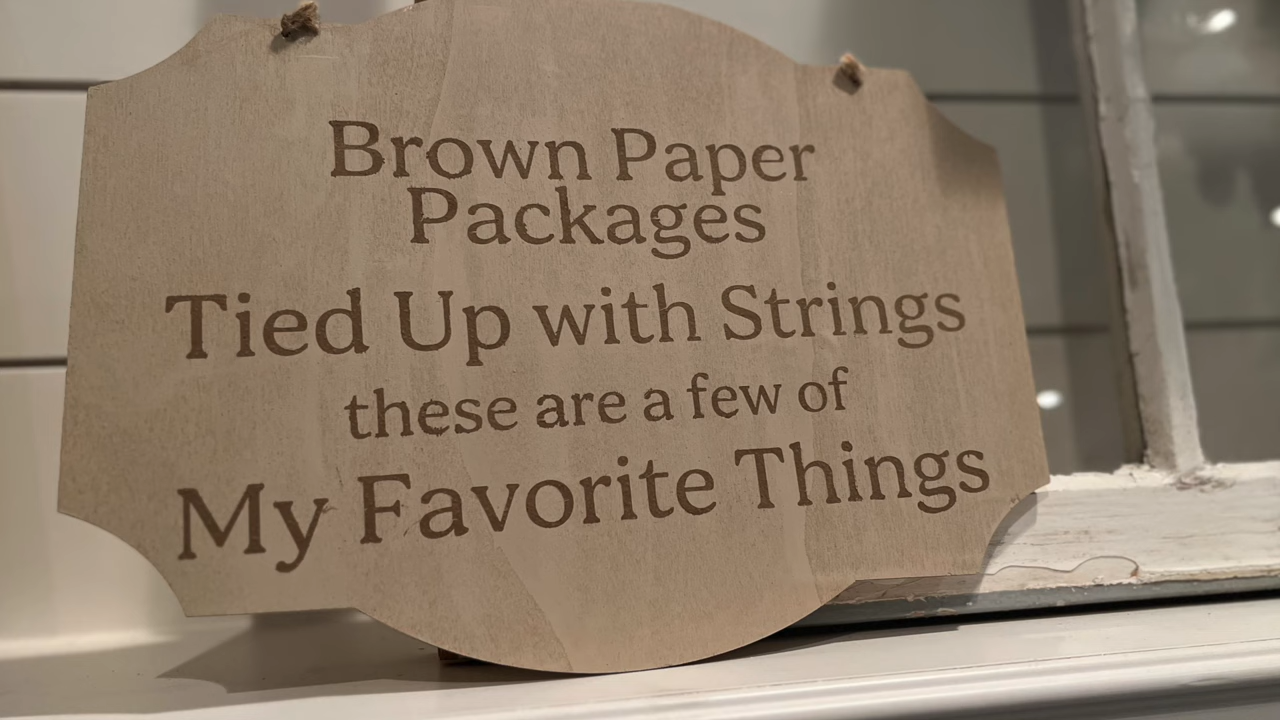 Brown Paper
Packages
Tied Up with Strings
these are a few of
My Favorite Things